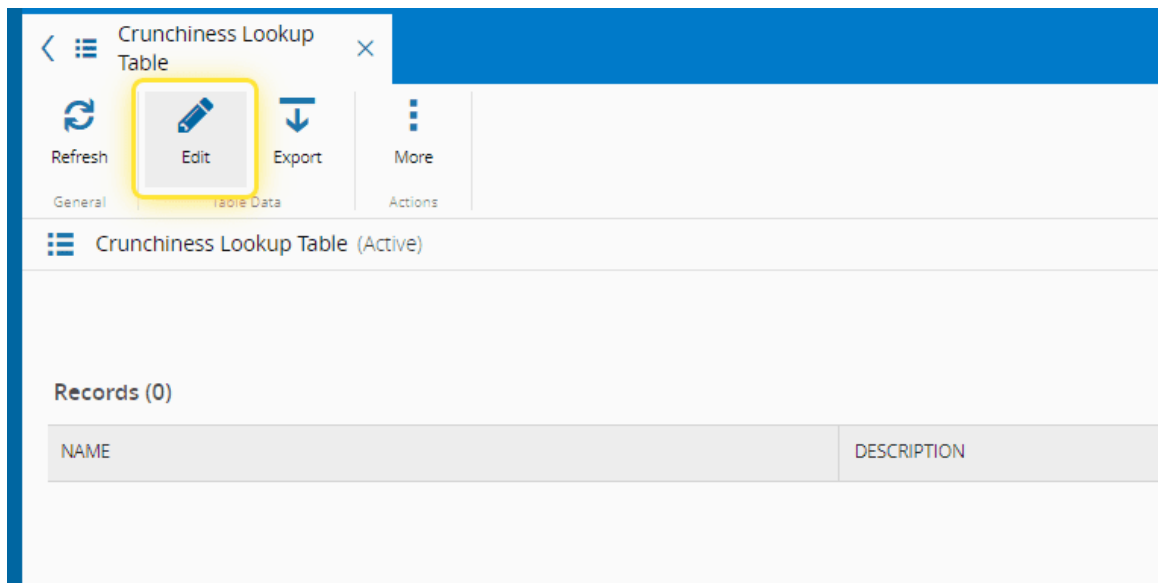 Crunchiness Lookup
Table
Refresh
Edit
Export
More
General
Table Data
Actions
Crunchiness Lookup Table (Active)
Records (0)
NAME
DESCRIPTION